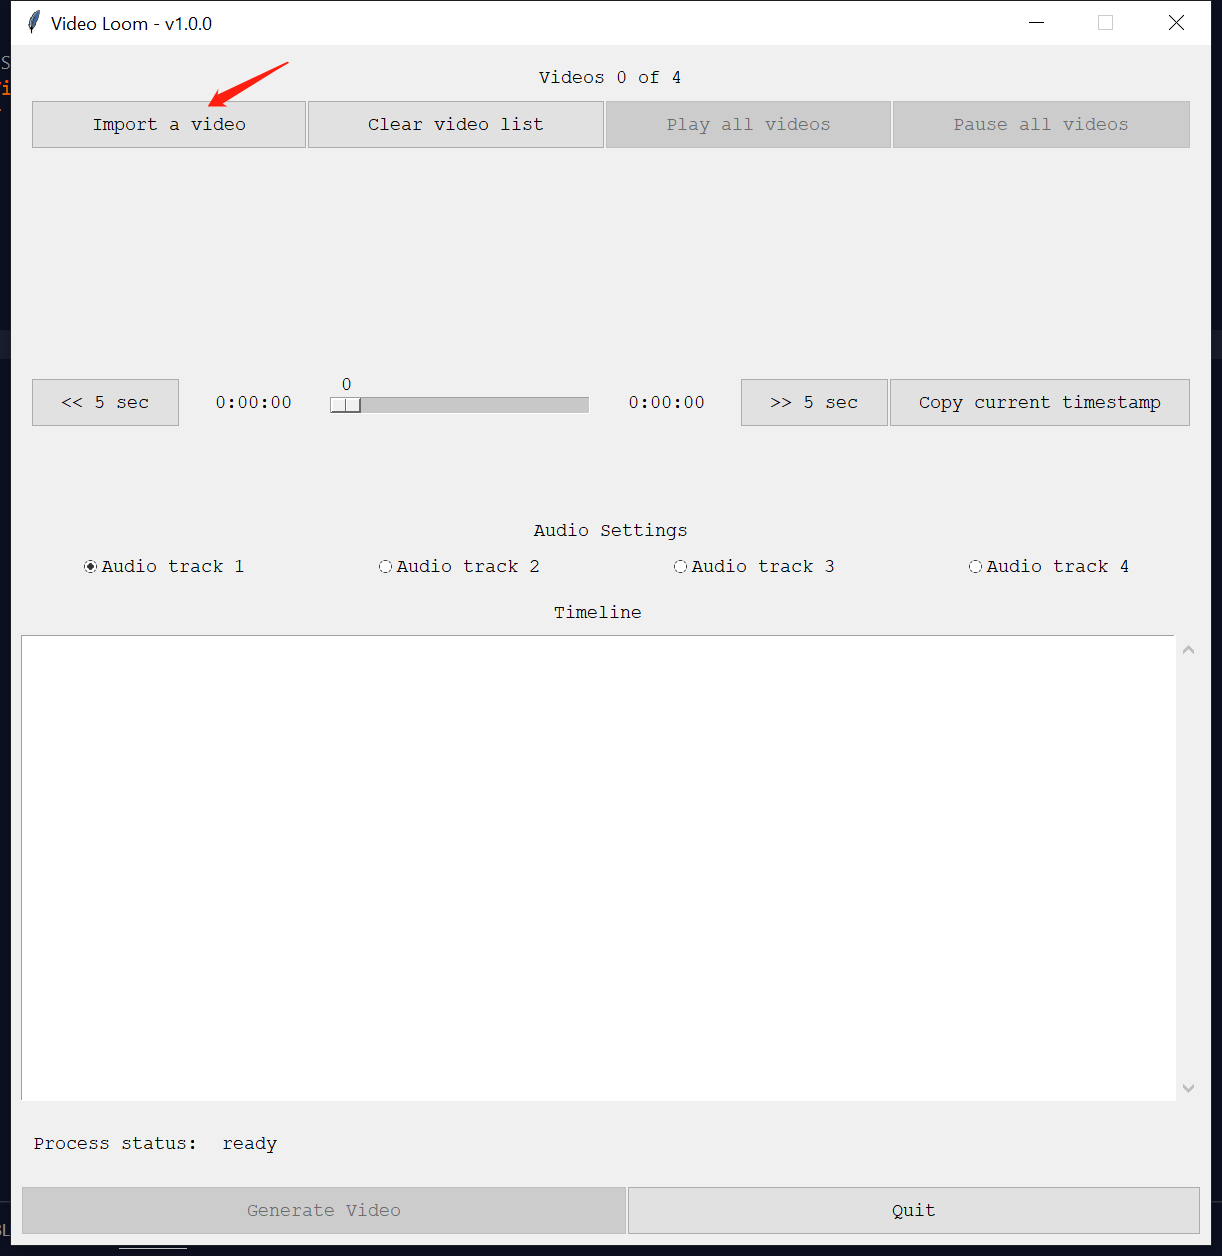 Video Loom - v1.0.0
Videos 0 of 4
Import a video Clear video list Play all videos Pause all videos
0
<< 5 sec 0:00:00 0:00:00 >> 5 sec Copy current timestamp
Audio Settings
Audio track 1 Audio track 2 Audio track 3 Audio track 4
Timeline
Process status: ready
Generate Video Quit